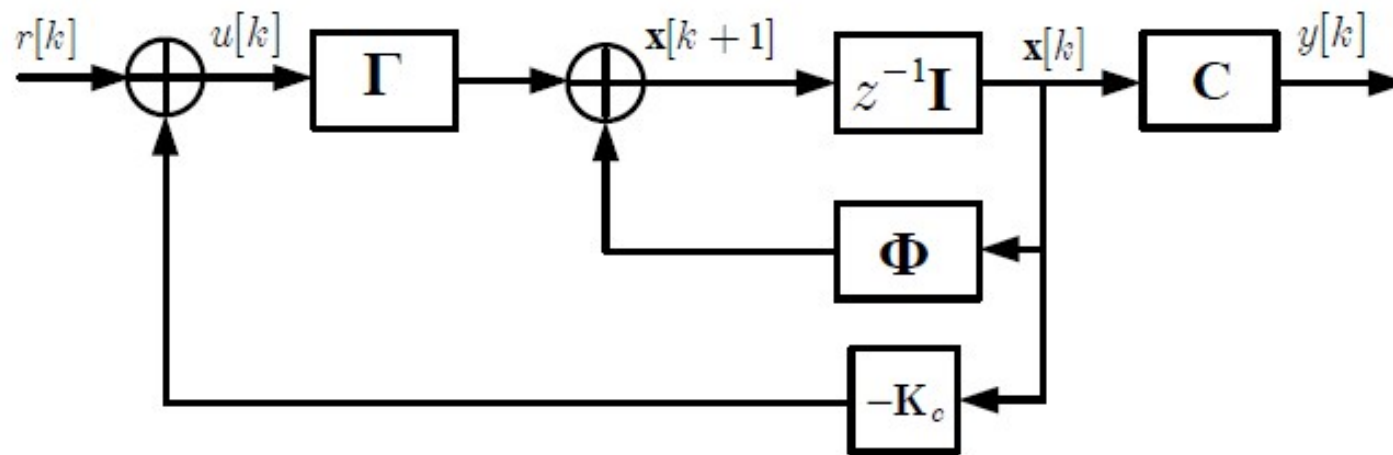 r[k]
u[k]
Γ
x[k + 1]
z⁻¹I
x[k]
C
y[k]
Φ
−K_c